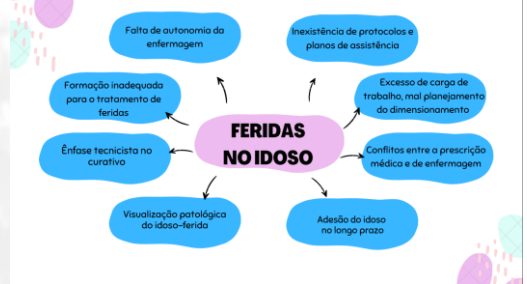 Falta de autonomia da
enfermagem
Inexistência de protocolos e
planos de assistência
Formação inadequada
para o tratamento de
feridas
Excesso de carga de
trabalho, mal planejamento
do dimensionamento
FERIDAS
NO IDOSO
Ênfase tecnicista no
curativo
Conflitos entre a prescrição
médica e de enfermagem
Visualização patológica
do idoso-ferida
Adesão do idoso
no longo prazo